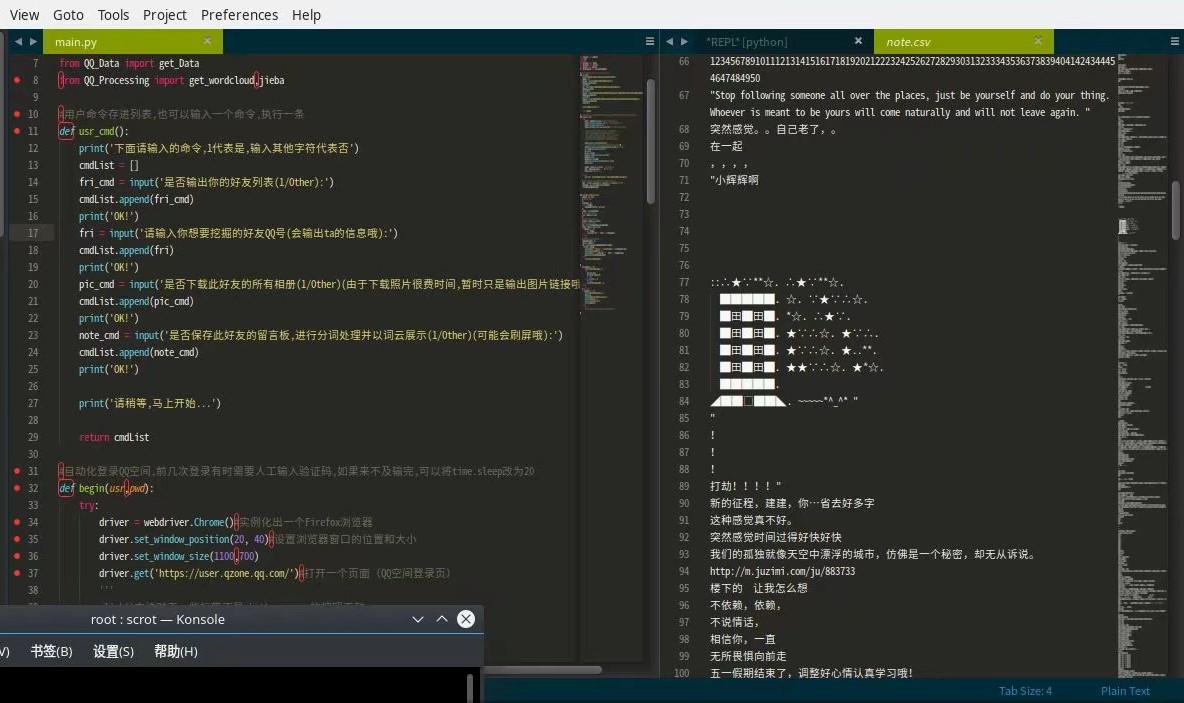 View Goto Tools Project Preferences Help
main.py
7 from QQ_Data import get_Data
8 from QQ_Processing import get_wordcloud,jieba
9
10 #用户命令存进列表,也可以输入一个命令,执行一条
11 def usr_cmd():
12 print('下面请输入的命令,1代表是,输入其他字符代表否')
13 cmdList = []
14 fri_cmd = input('是否输出你的好友列表(1/Other):')
15 cmdList.append(fri_cmd)
16 print('OK!')
17 fri = input('请输入你想要挖掘的好友QQ号(会输出ta的信息哦):')
18 cmdList.append(fri)
19 print('OK!')
20 pic_cmd = input('是否下载此好友的所有相册(1/Other)(由于下载照片很费时间,暂时只是输出图片链接哦
21 cmdList.append(pic_cmd)
22 print('OK!')
23 note_cmd = input('是否保存此好友的留言板,进行分词处理并以词云展示(1/Other)(可能会刷屏哦):')
24 cmdList.append(note_cmd)
25 print('OK!')
26
27 print('请稍等,马上开始...')
28
29 return cmdList
30
31 #自动化登录QQ空间,前几次登录有时需要人工输入验证码,如果来不及输完,可以将time.sleep改为20
32 def begin(usr,pwd):
33 try:
34 driver = webdriver.Chrome()#实例化出一个Firefox浏览器
35 driver.set_window_position(20, 40)#设置浏览器窗口的位置和大小
36 driver.set_window_size(1100,700)
37 driver.get('https://user.qzone.qq.com/')#打开一个页面（QQ空间登录页）
38 '''
root : scrot — Konsole
V) 书签(B) 设置(S) 帮助(H)
*REPL* [python]
note.csv
66 1234567891011121314151617181920212223242526272829303132333435363738394041424344454647484950
67 "Stop following someone all over the places, just be yourself and do your thing.
Whoever is meant to be yours will come naturally and will not leave again. "
68 突然感觉。。自己老了，。
69 在一起
70 ，，，，
71 "小辉辉啊
72
73
74
75
76
77 ::∴★∵**☆. ∴★∵**☆.
78 ██████. ☆. ∵★∵∴☆.
79 █田█田█. *☆. ∴★∵.
80 █田█田█. ★∵∴☆. ★∵∴.
81 █田█田█. ★∵∴☆. ★..**.
82 █田█田█. ★★∵∴☆. ★*☆.
83 ██████.
84 ◢██□██◣. ~~~~~*^_^* "
85 "
86 !
87 !
88 !
89 打劫！！！！"
90 新的征程，建建，你…省去好多字
91 这种感觉真不好。
92 突然感觉时间过得好快好快
93 我们的孤独就像天空中漂浮的城市，仿佛是一个秘密，却无从诉说。
94 http://m.juzimi.com/ju/883733
95 楼下的 让我怎么想
96 不依赖，依赖，
97 不说情话，
98 相信你，一直
99 无所畏惧向前走
100 五一假期结束了，调整好心情认真学习哦!
Tab Size: 4 Plain Text